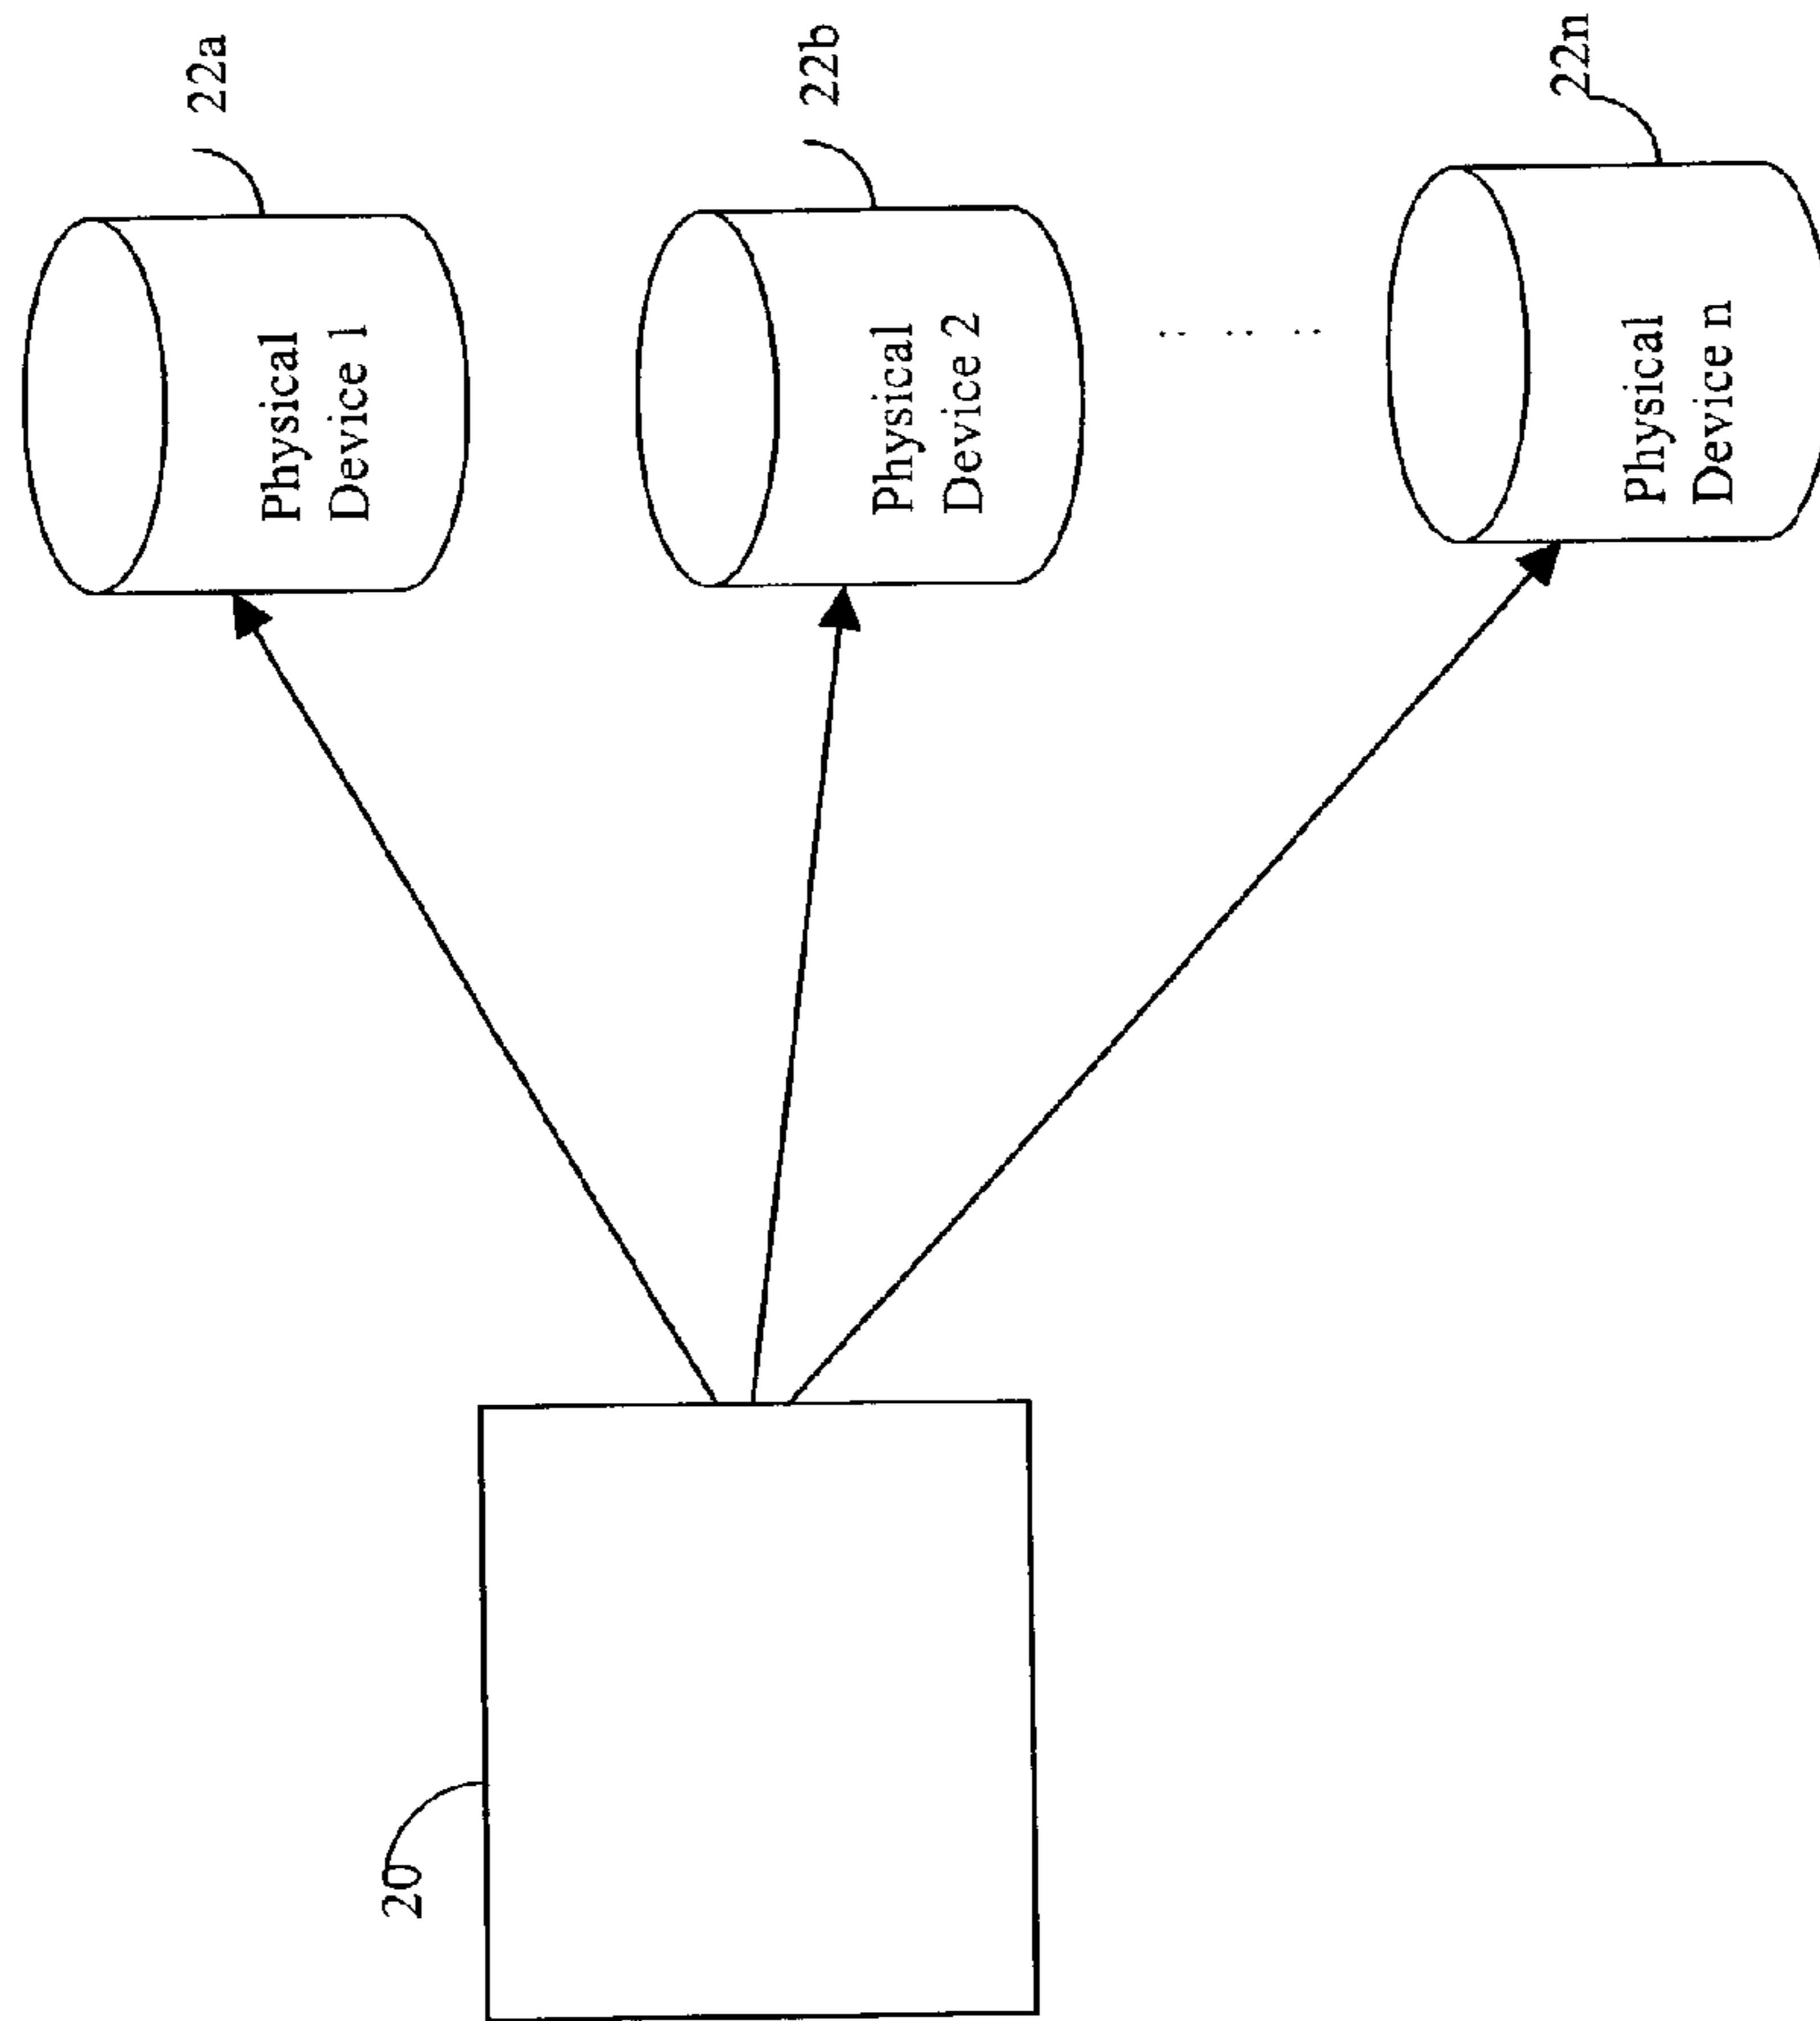 22a
Physical
Device 1
22b
Physical
Device 2
22n
Physical
Device n
20